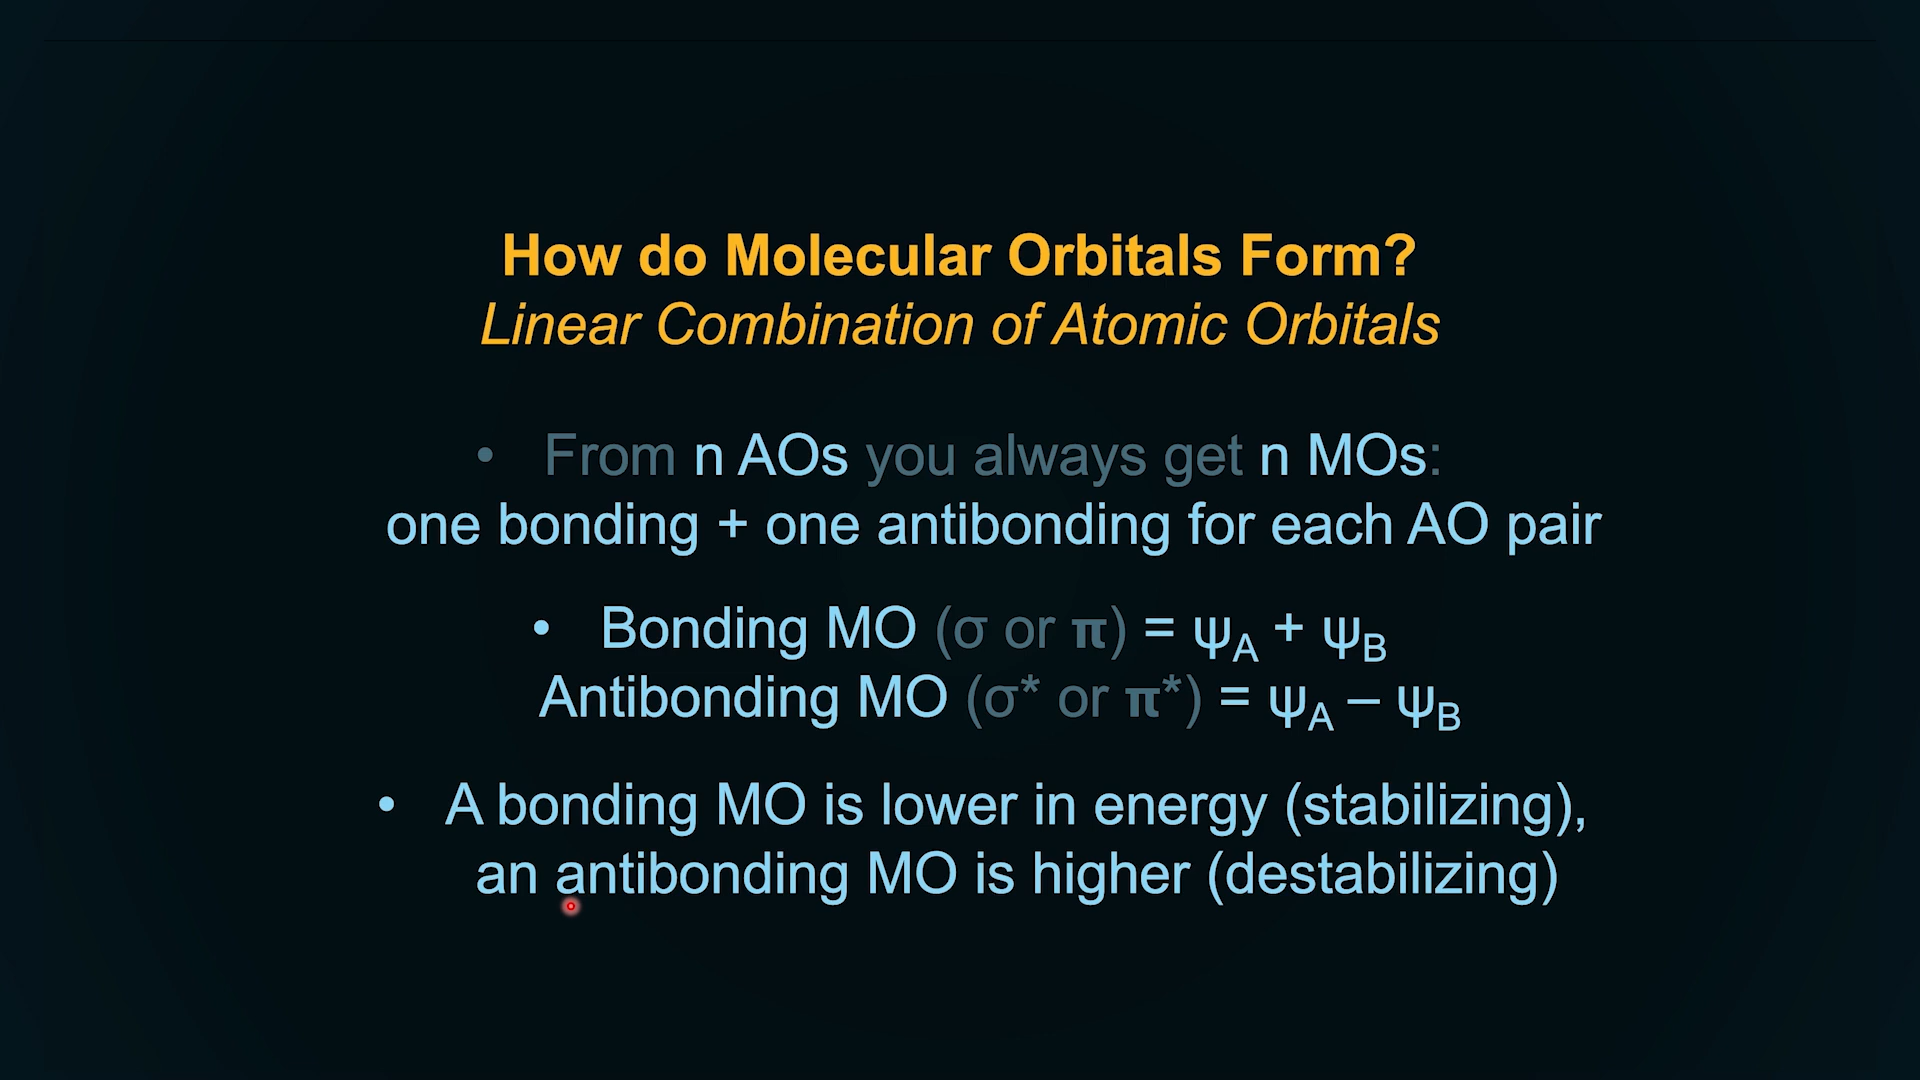 How do Molecular Orbitals Form?
Linear Combination of Atomic Orbitals
• From n AOs you always get n MOs:
one bonding + one antibonding for each AO pair
• Bonding MO (σ or π) = ψA + ψB
Antibonding MO (σ* or π*) = ψA – ψB
• A bonding MO is lower in energy (stabilizing),
an antibonding MO is higher (destabilizing)